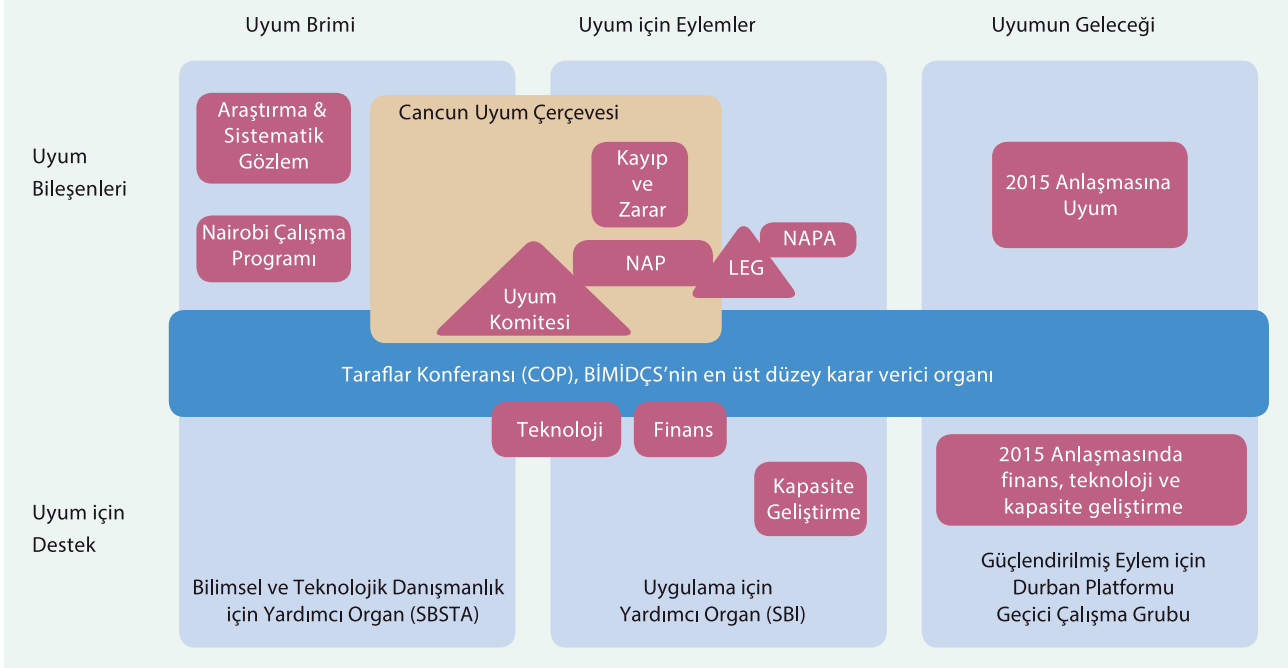 Uyum Brimi
Uyum için Eylemler
Uyumun Geleceği
Uyum
Bileşenleri
Araştırma &
Sistematik
Gözlem
Nairobi Çalışma
Programı
Cancun Uyum Çerçevesi
Kayıp
ve
Zarar
NAP
Uyum
Komitesi
LEG
NAPA
2015 Anlaşmasına
Uyum
Taraflar Konferansı (COP), BİMİDÇS’nin en üst düzey karar verici organı
Uyum için
Destek
Teknoloji
Finans
Kapasite
Geliştirme
2015 Anlaşmasında
finans, teknoloji ve
kapasite geliştirme
Bilimsel ve Teknolojik Danışmanlık
için Yardımcı Organ (SBSTA)
Uygulama için
Yardımcı Organ (SBI)
Güçlendirilmiş Eylem için
Durban Platformu
Geçici Çalışma Grubu